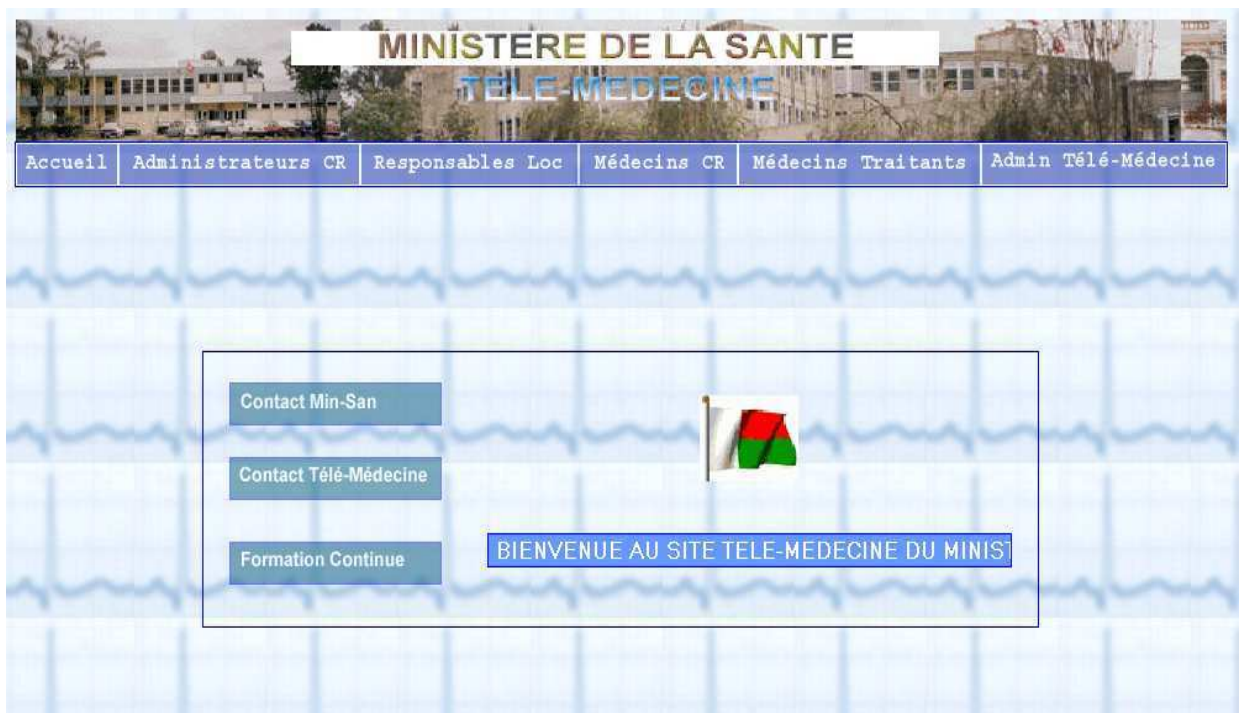 MINISTERE DE LA SANTE
TELE-MEDECINE
Accueil Administrateurs CR Responsables Loc Médecins CR Médecins Traitants Admin Télé-Médecine
Contact Min-San
Contact Télé-Médecine
Formation Continue
BIENVENUE AU SITE TELE-MEDECINE DU MINIST